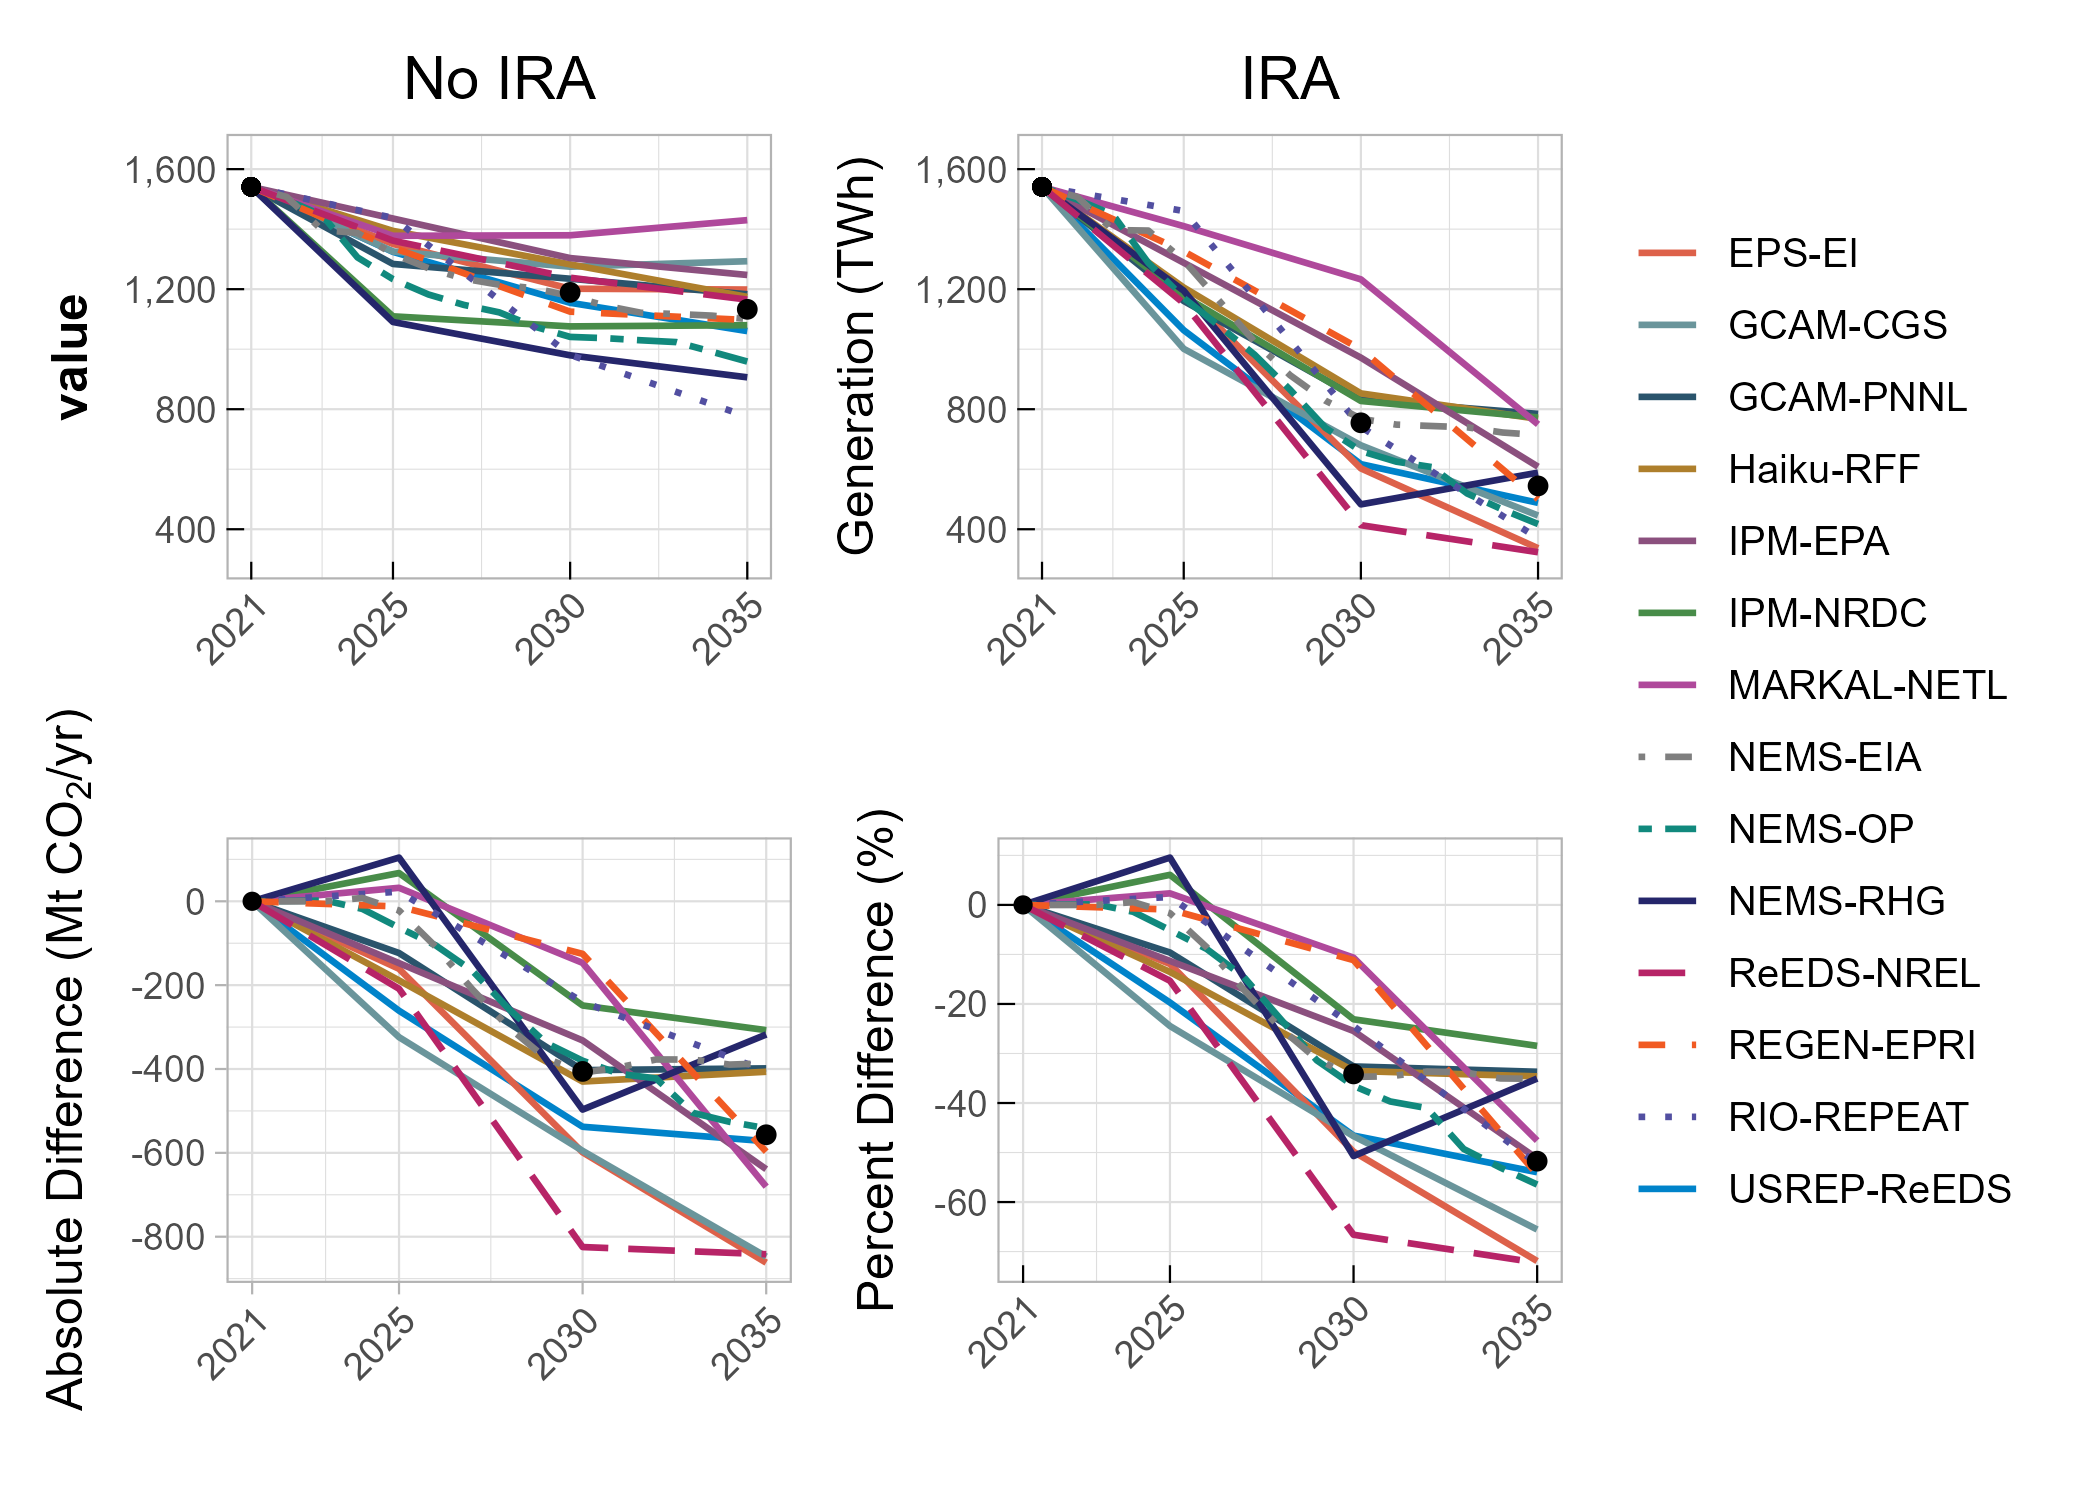 No IRA
IRA
value
1,600
1,200
800
400
2021
2025
2030
2035
Generation (TWh)
1,600
1,200
800
400
2021
2025
2030
2035
Absolute Difference (Mt CO₂/yr)
0
-200
-400
-600
-800
2021
2025
2030
2035
Percent Difference (%)
0
-20
-40
-60
2021
2025
2030
2035
EPS-EI
GCAM-CGS
GCAM-PNNL
Haiku-RFF
IPM-EPA
IPM-NRDC
MARKAL-NETL
NEMS-EIA
NEMS-OP
NEMS-RHG
ReEDS-NREL
REGEN-EPRI
RIO-REPEAT
USREP-ReEDS